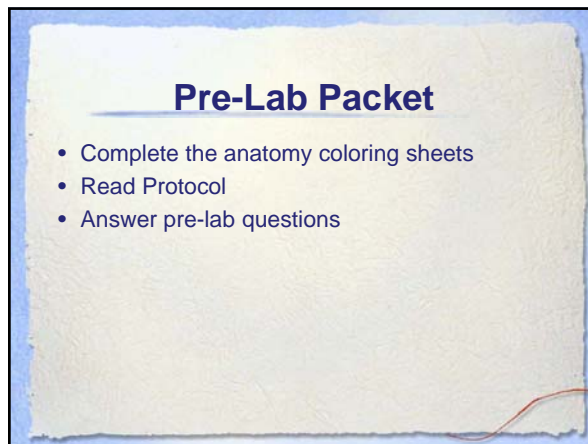 Pre-Lab Packet
• Complete the anatomy coloring sheets
• Read Protocol
• Answer pre-lab questions